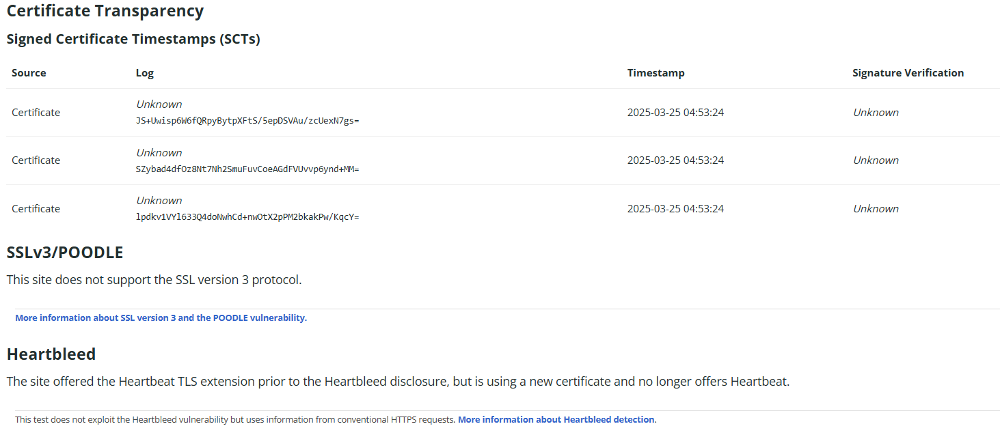 Certificate Transparency
Signed Certificate Timestamps (SCTs)
Source Log Timestamp Signature Verification
Certificate Unknown 2025-03-25 04:53:24 Unknown
JS+Uwisp6W6fQRpyBytpXFtS/5epDSVAu/zcUexN7gs=
Certificate Unknown 2025-03-25 04:53:24 Unknown
SZybad4dfOz8Nt7Nh2SmuFuvCoeAGdFVUvvp6ynd+MM=
Certificate Unknown 2025-03-25 04:53:24 Unknown
lpdkv1VYl633Q4doNwhCd+nwOtX2pPM2bkakPw/KqcY=
SSLv3/POODLE
This site does not support the SSL version 3 protocol.
More information about SSL version 3 and the POODLE vulnerability.
Heartbleed
The site offered the Heartbeat TLS extension prior to the Heartbleed disclosure, but is using a new certificate and no longer offers Heartbeat.
This test does not exploit the Heartbleed vulnerability but uses information from conventional HTTPS requests. More information about Heartbleed detection.